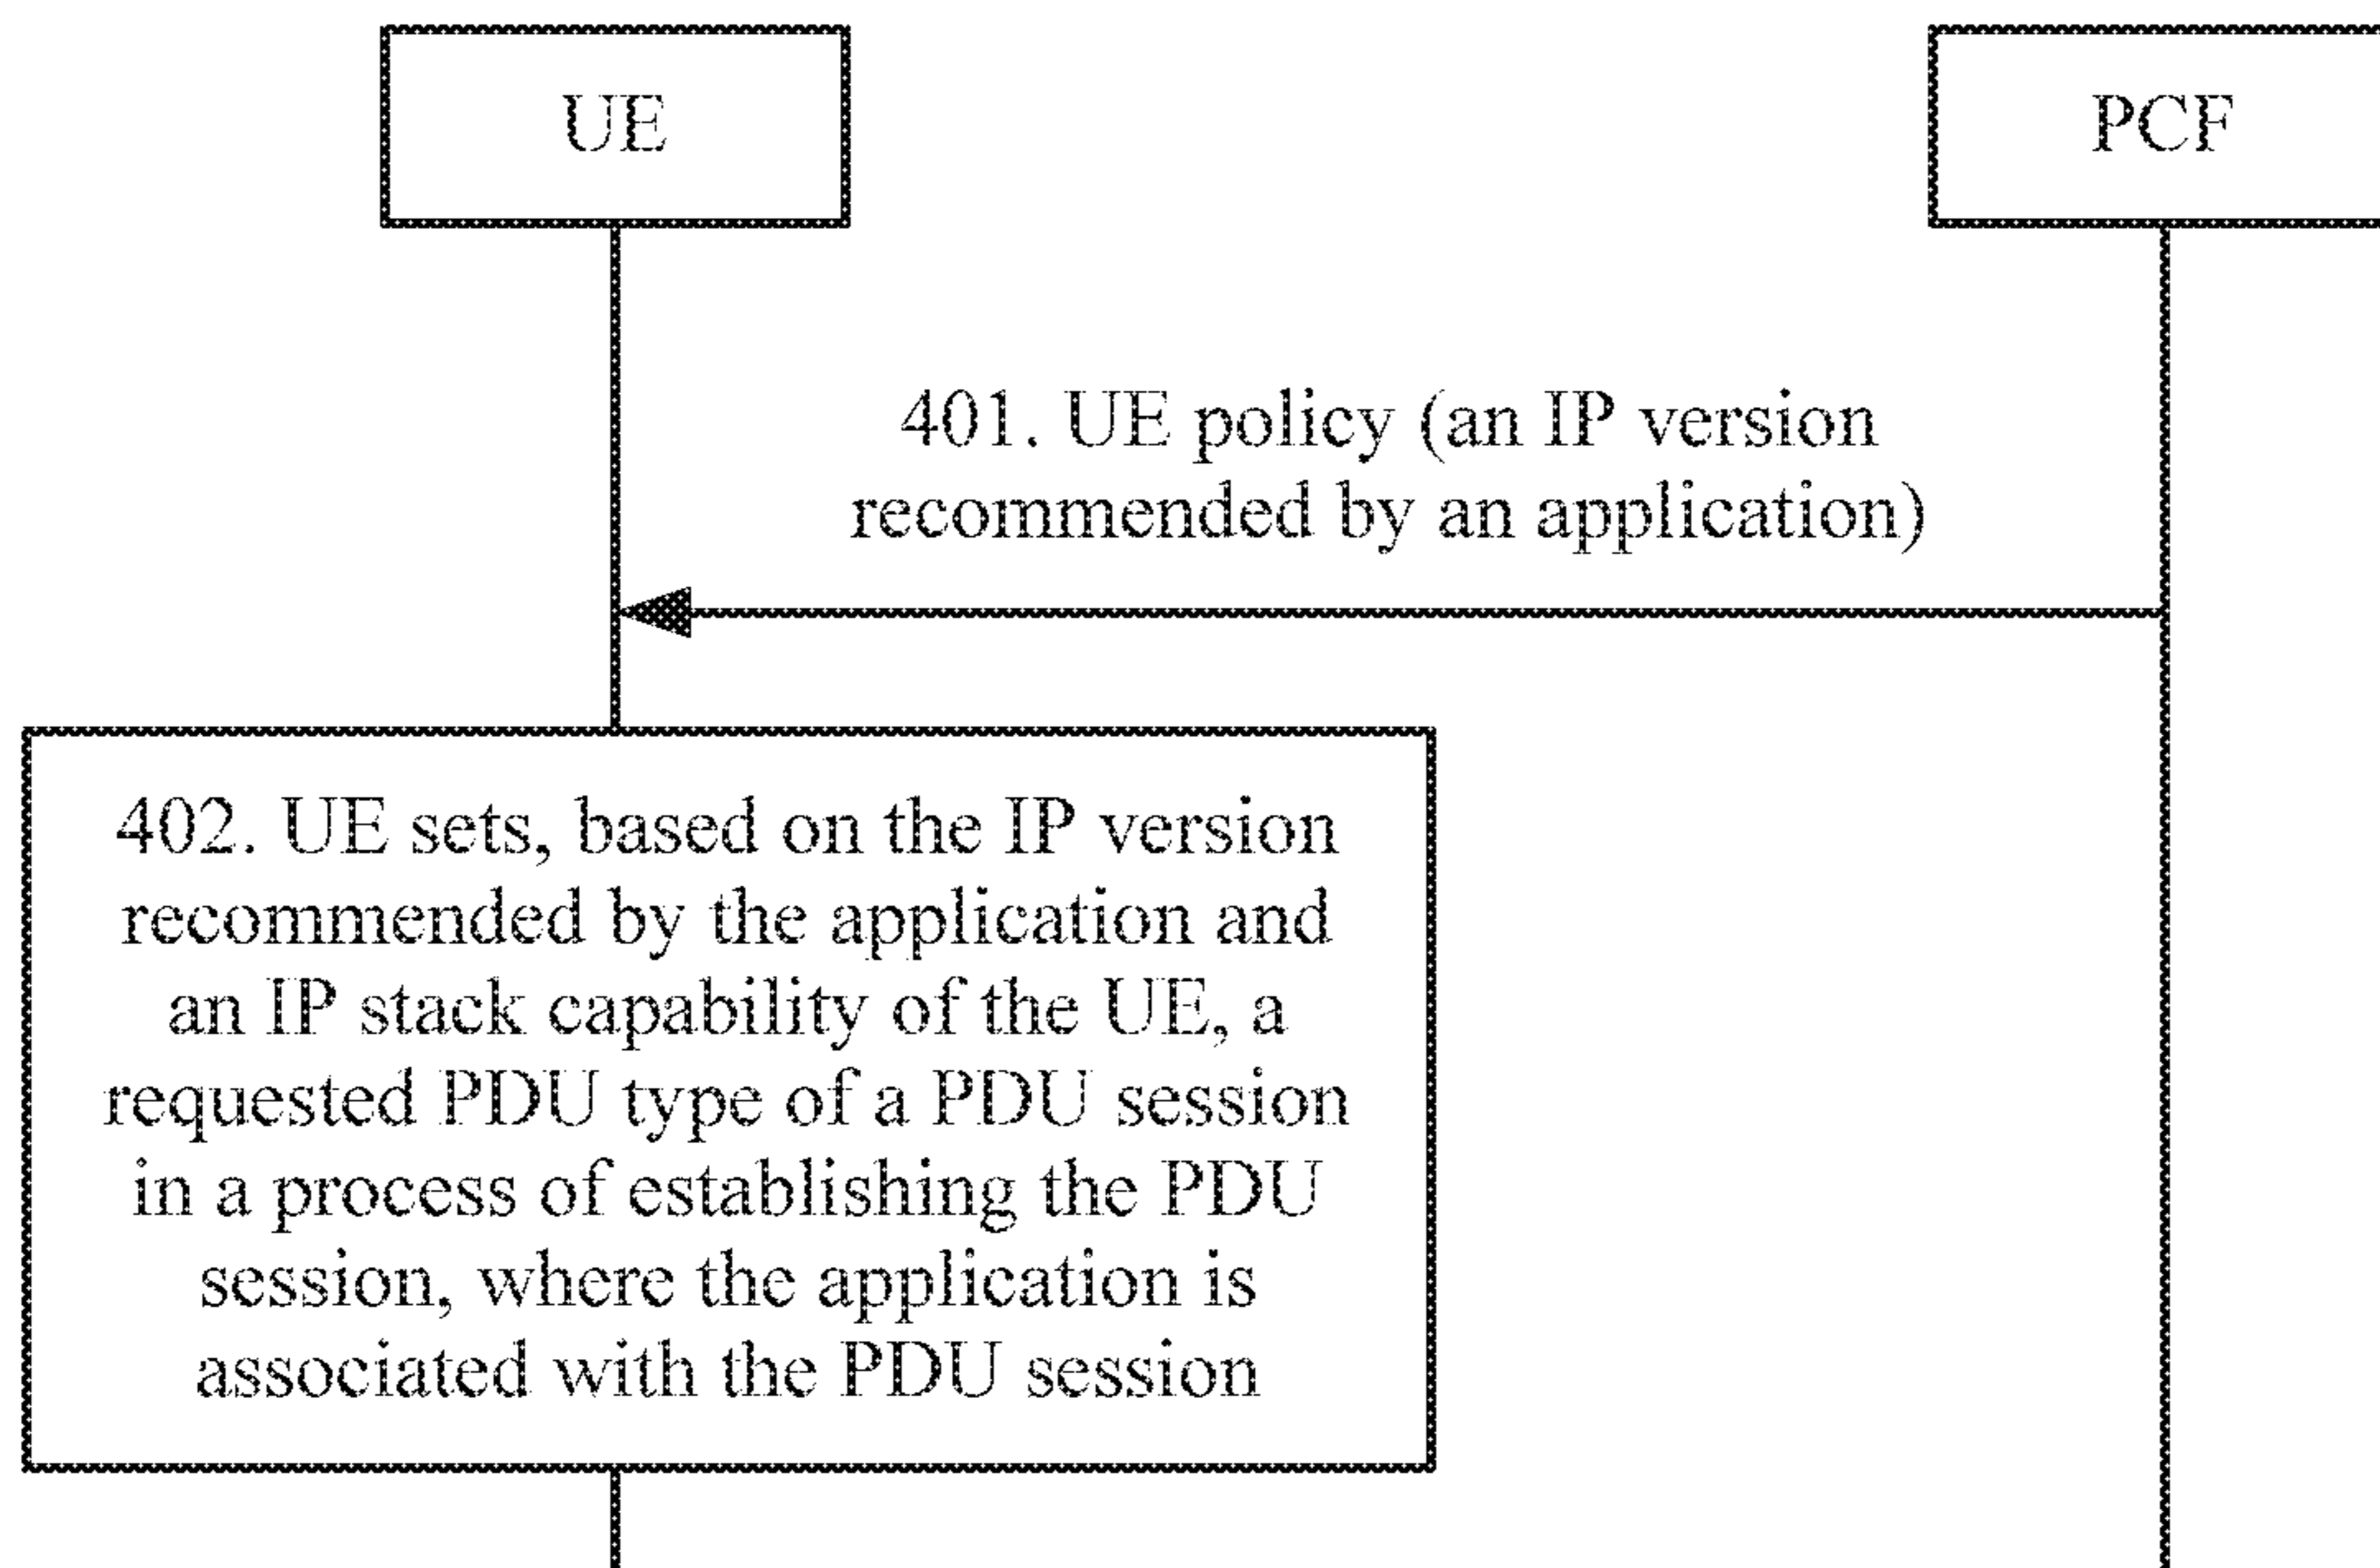 UE
PCF
401. UE policy (an IP version
recommended by an application)
402. UE sets, based on the IP version
recommended by the application and
an IP stack capability of the UE, a
requested PDU type of a PDU session
in a process of establishing the PDU
session, where the application is
associated with the PDU session